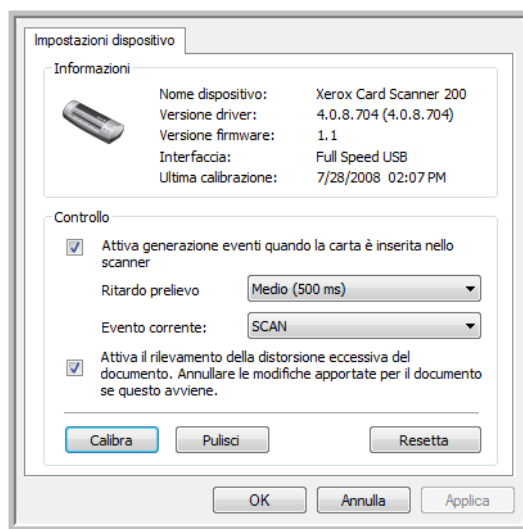 Impostazioni dispositivo
Informazioni
Nome dispositivo: Xerox Card Scanner 200
Versione driver: 4.0.8.704 (4.0.8.704)
Versione firmware: 1.1
Interfaccia: Full Speed USB
Ultima calibrazione: 7/28/2008 02:07 PM
Controllo
Attiva generazione eventi quando la carta è inserita nello
scanner
Ritardo prelievo Medio (500 ms)
Evento corrente: SCAN
Attiva il rilevamento della distorsione eccessiva del
documento. Annullare le modifiche apportate per il documento
se questo avviene.
Calibra Pulisci Resetta
OK Annulla Applica